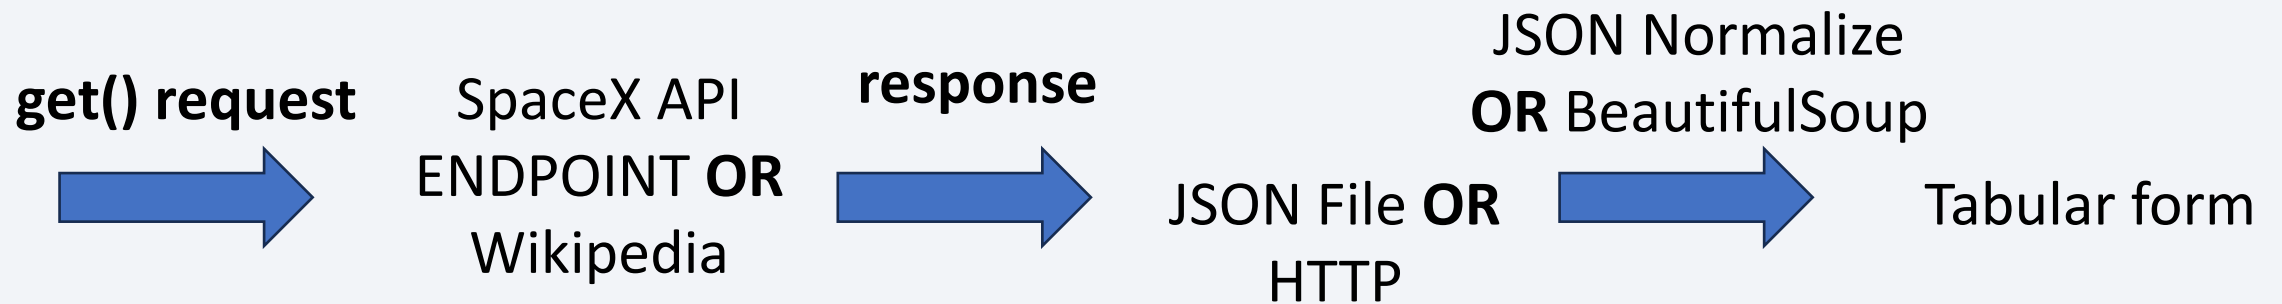 get() request
SpaceX API
ENDPOINT OR
Wikipedia
response
JSON File OR
HTTP
JSON Normalize
OR BeautifulSoup
Tabular form